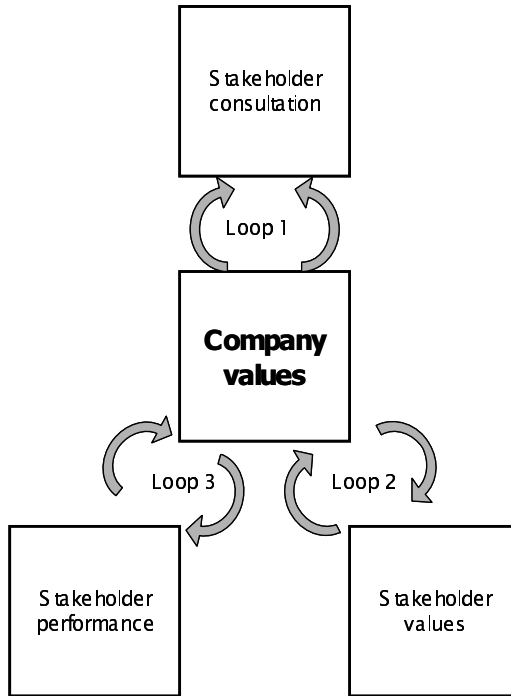 Stakeholder
consultation
Loop 1
Company
values
Loop 3
Loop 2
Stakeholder
performance
Stakeholder
values